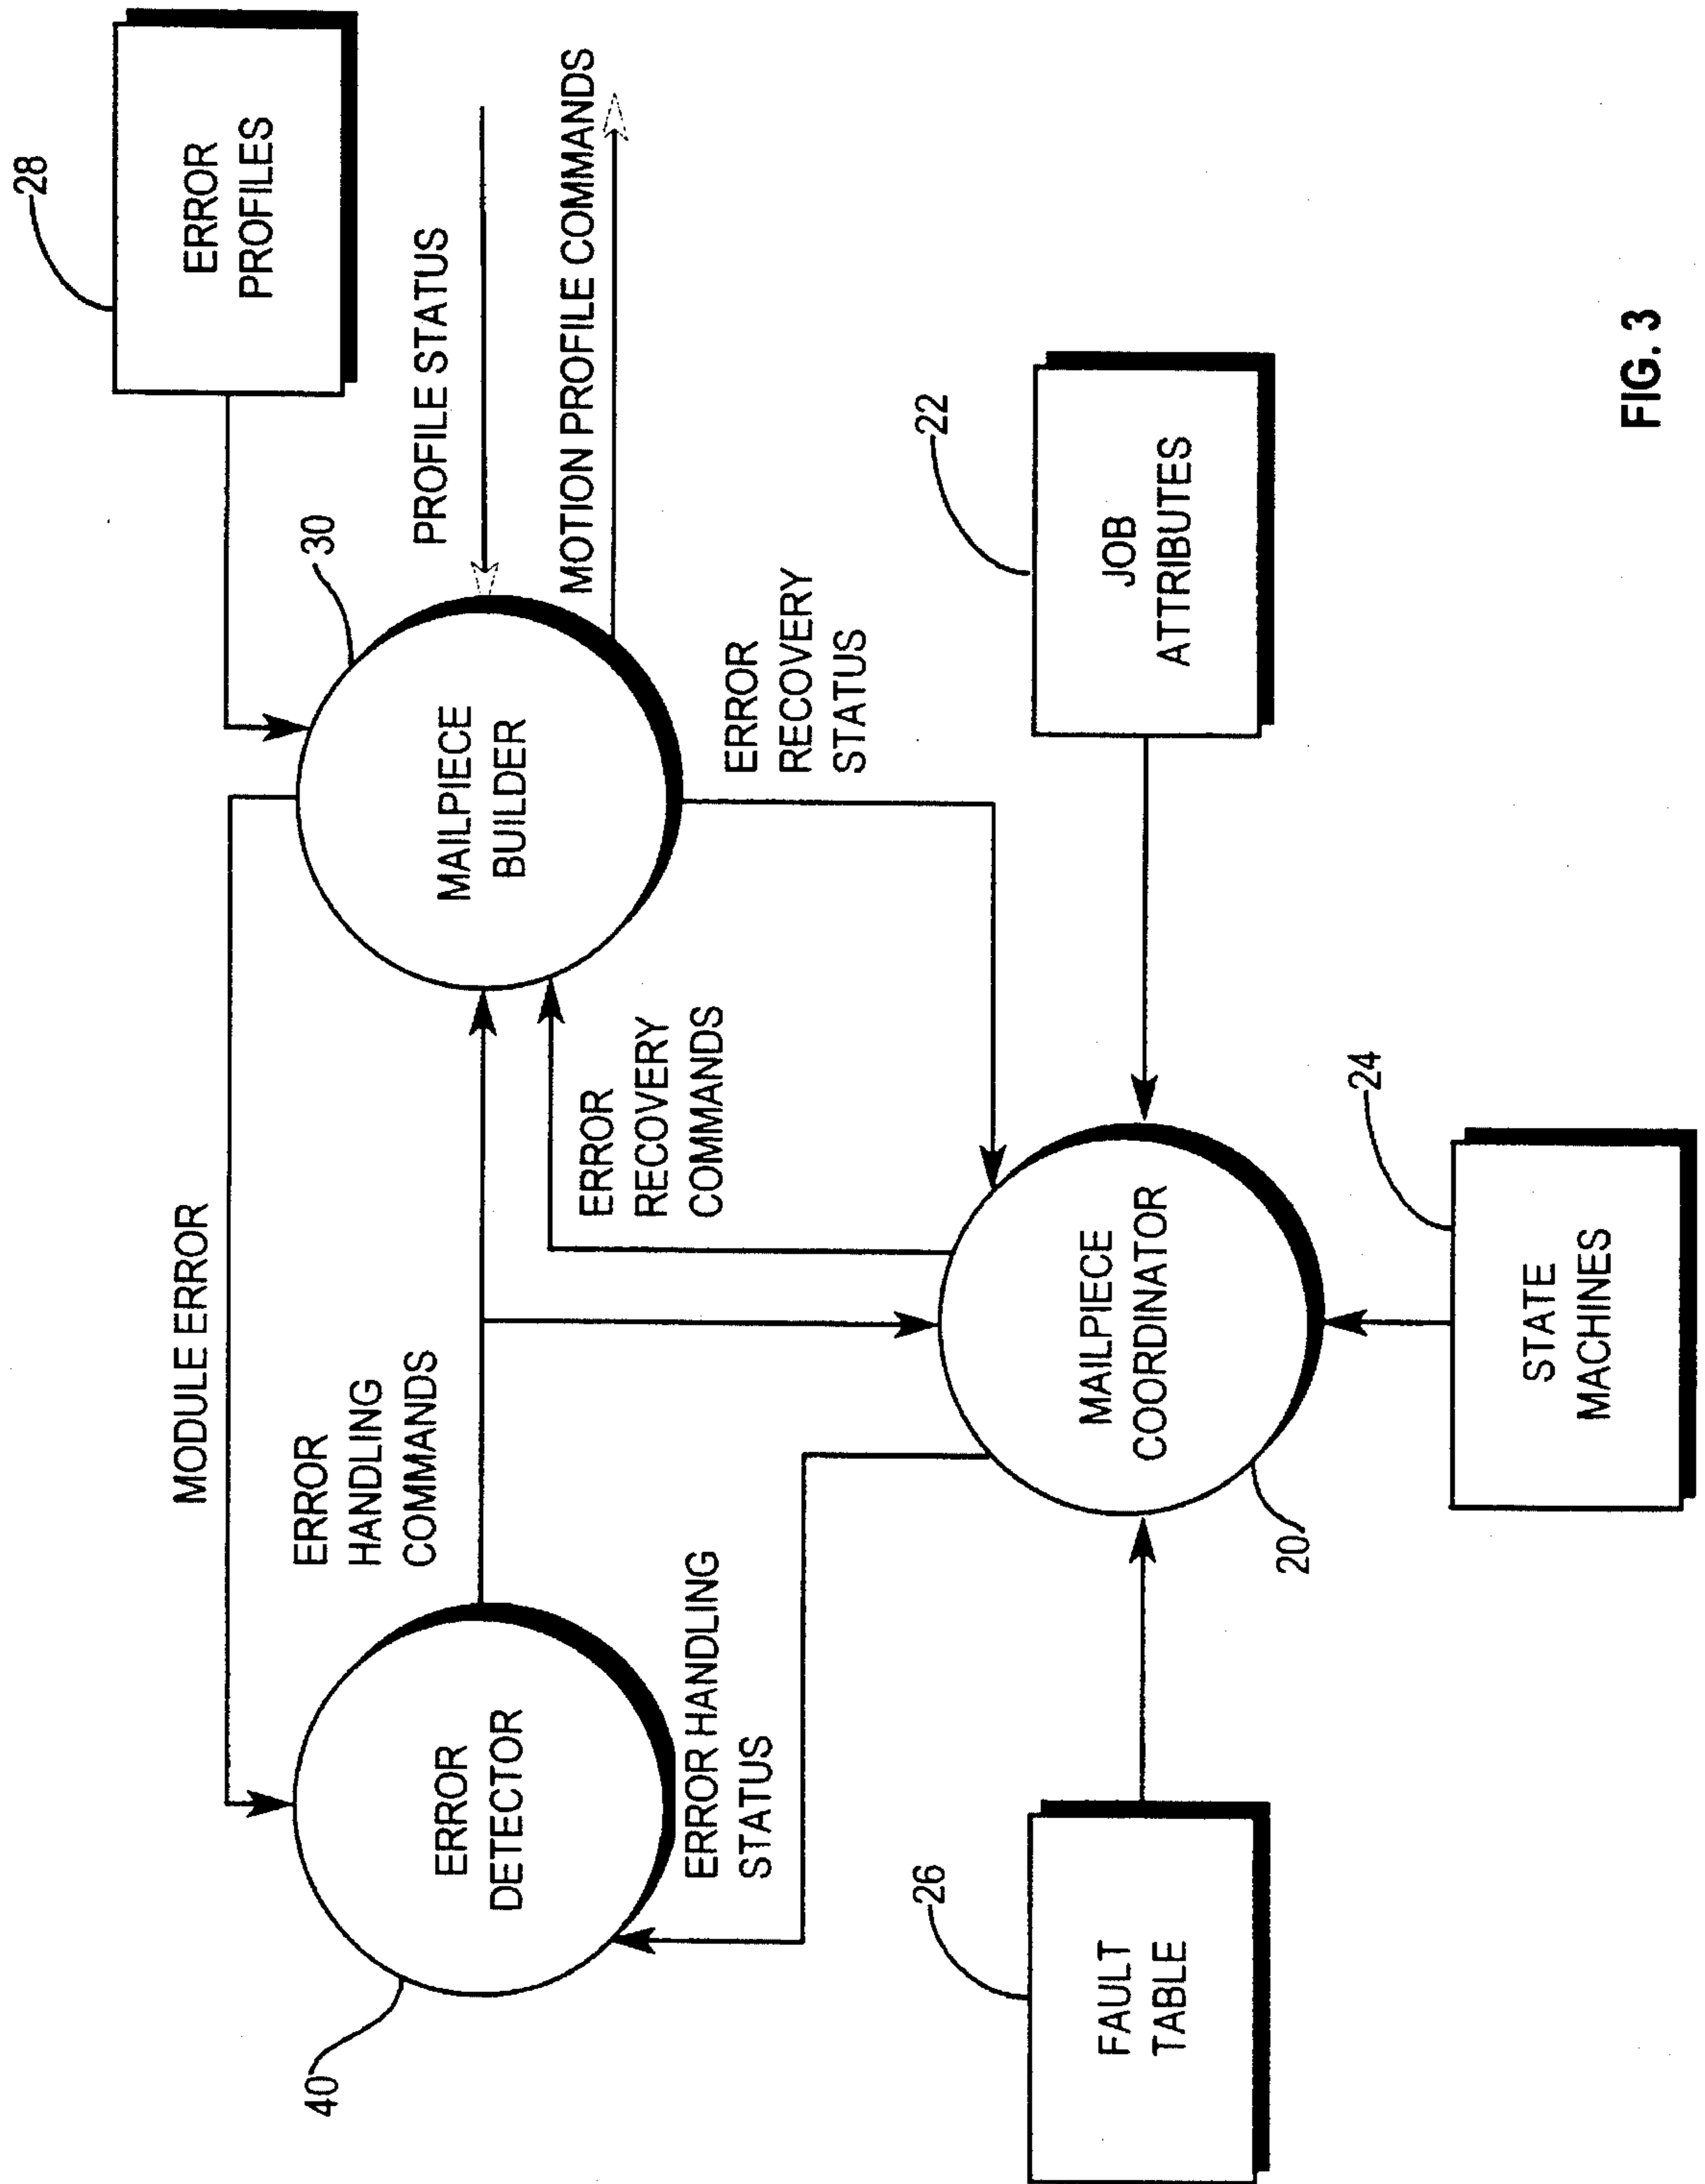 28
ERROR
PROFILES
MODULE ERROR
30
PROFILE STATUS
MOTION PROFILE COMMANDS
ERROR
HANDLING
COMMANDS
MAILPIECE
BUILDER
40
ERROR
DETECTOR
ERROR
RECOVERY
COMMANDS
ERROR
RECOVERY
STATUS
ERROR HANDLING
STATUS
26
FAULT
TABLE
MAILPIECE
COORDINATOR
20
22
JOB
ATTRIBUTES
24
STATE
MACHINES
FIG. 3